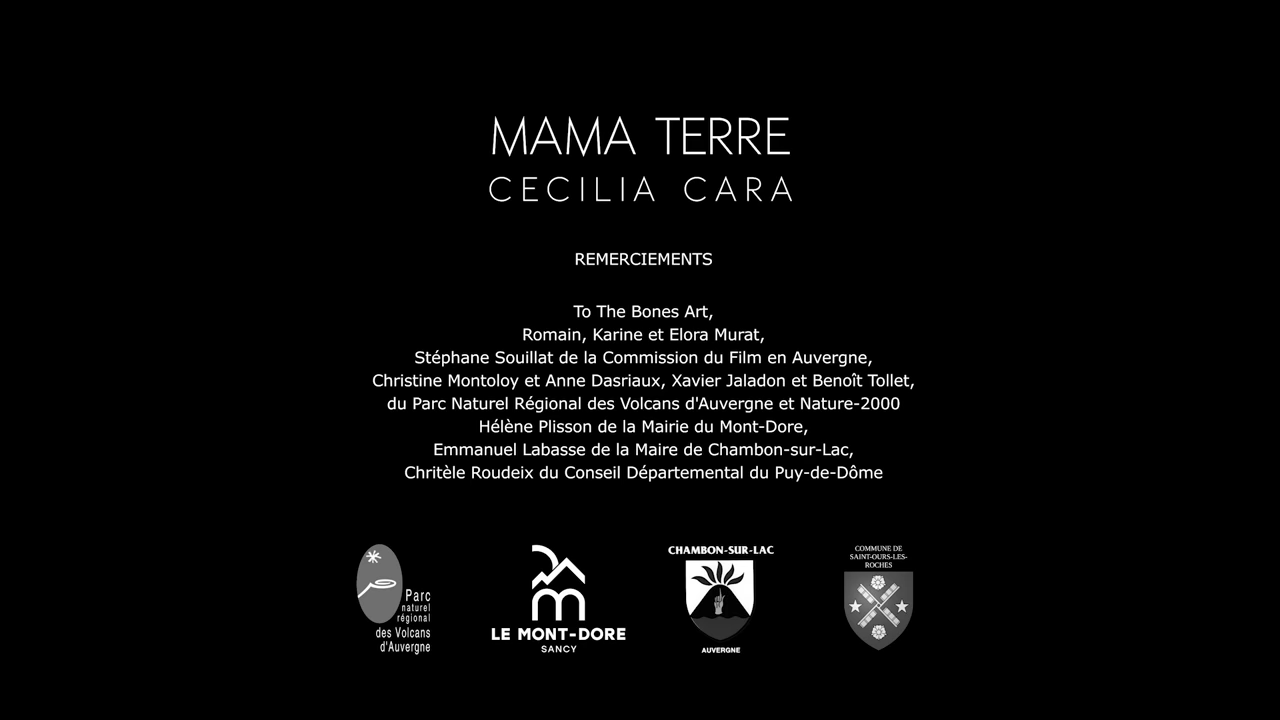 MAMA TERRE
CECILIA CARA
REMERCIEMENTS
To The Bones Art,
Romain, Karine et Elora Murat,
Stéphane Souillat de la Commission du Film en Auvergne,
Christine Montoloy et Anne Dasriaux, Xavier Jaladon et Benoît Tollet,
du Parc Naturel Régional des Volcans d'Auvergne et Nature-2000
Hélène Plisson de la Mairie du Mont-Dore,
Emmanuel Labasse de la Maire de Chambon-sur-Lac,
Chritèle Roudeix du Conseil Départemental du Puy-de-Dôme
Parc
naturel
régional
des Volcans
d'Auvergne
LE MONT-DORE
SANCY
CHAMBON-SUR-LAC
AUVERGNE
COMMUNE DE
SAINT-OURS-LES-
ROCHES